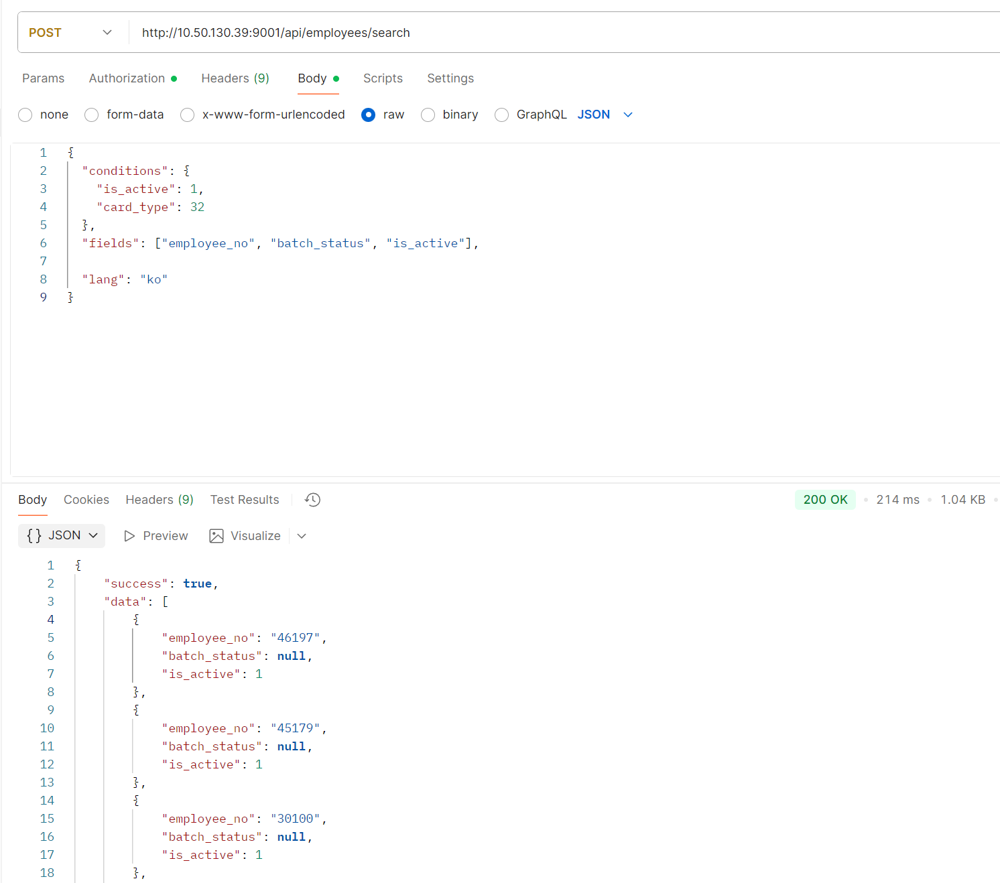 POST http://10.50.130.39:9001/api/employees/search
Params Authorization Headers (9) Body Scripts Settings
none form-data x-www-form-urlencoded raw binary GraphQL JSON
1 {
2 "conditions": {
3 "is_active": 1,
4 "card_type": 32
5 },
6 "fields": ["employee_no", "batch_status", "is_active"],
7
8 "lang": "ko"
9 }
Body Cookies Headers (9) Test Results 200 OK • 214 ms • 1.04 KB •
{} JSON Preview Visualize
1 {
2 "success": true,
3 "data": [
4 {
5 "employee_no": "46197",
6 "batch_status": null,
7 "is_active": 1
8 },
9 {
10 "employee_no": "45179",
11 "batch_status": null,
12 "is_active": 1
13 },
14 {
15 "employee_no": "30100",
16 "batch_status": null,
17 "is_active": 1
18 },